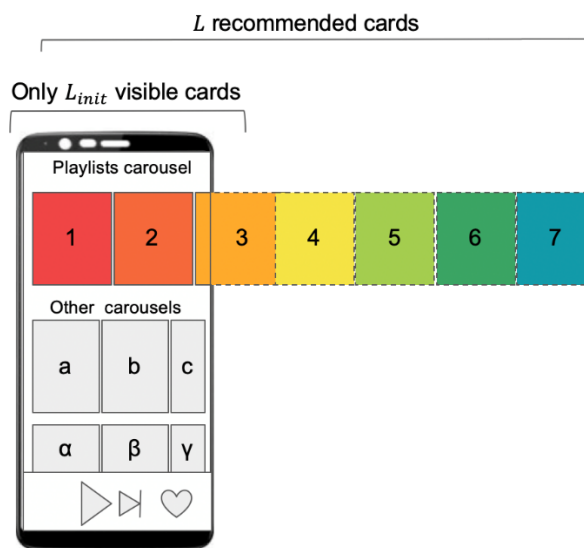 L recommended cards
Only L_init visible cards
Playlists carousel
1 2 3 4 5 6 7
Other carousels
a b c
α β γ